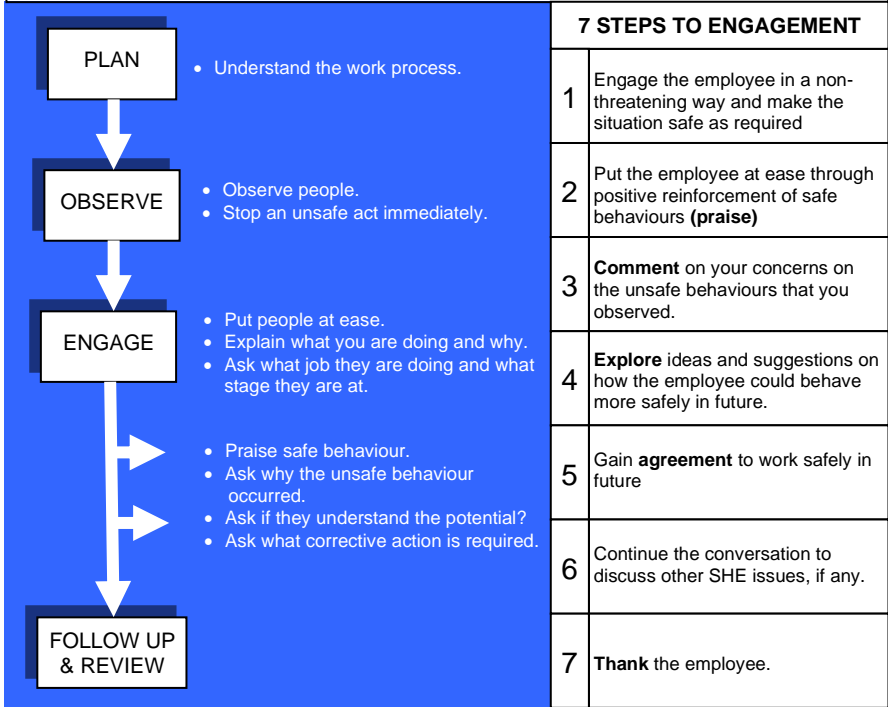 PLAN
• Understand the work process.
OBSERVE
• Observe people.
• Stop an unsafe act immediately.
ENGAGE
• Put people at ease.
• Explain what you are doing and why.
• Ask what job they are doing and what
stage they are at.
• Praise safe behaviour.
• Ask why the unsafe behaviour
occurred.
• Ask if they understand the potential?
• Ask what corrective action is required.
FOLLOW UP
& REVIEW
7 STEPS TO ENGAGEMENT
1
Engage the employee in a non-
threatening way and make the
situation safe as required
2
Put the employee at ease through
positive reinforcement of safe
behaviours (praise)
3
Comment on your concerns on
the unsafe behaviours that you
observed.
4
Explore ideas and suggestions on
how the employee could behave
more safely in future.
5
Gain agreement to work safely in
future
6
Continue the conversation to
discuss other SHE issues, if any.
7
Thank the employee.